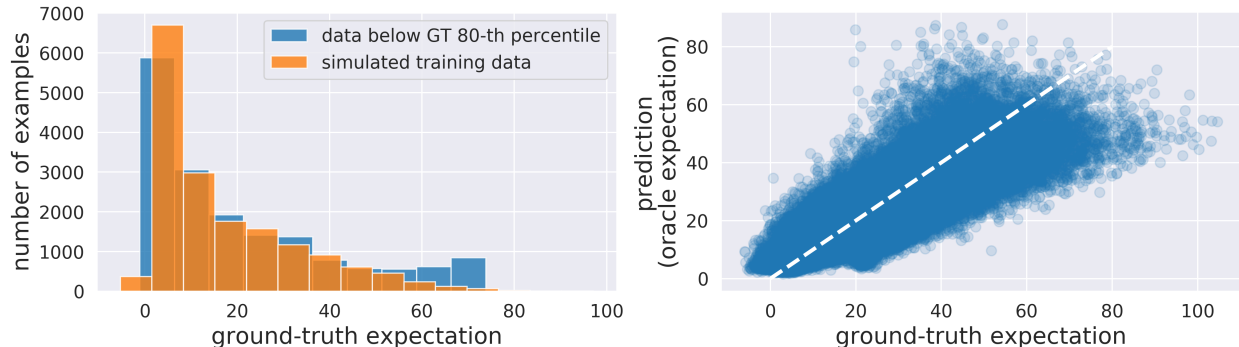 7000
6000
5000
4000
3000
2000
1000
0
number of examples
data below GT 80-th percentile
simulated training data
0 20 40 60 80 100
ground-truth expectation
80
60
40
20
0
prediction
(oracle expectation)
0 20 40 60 80 100
ground-truth expectation